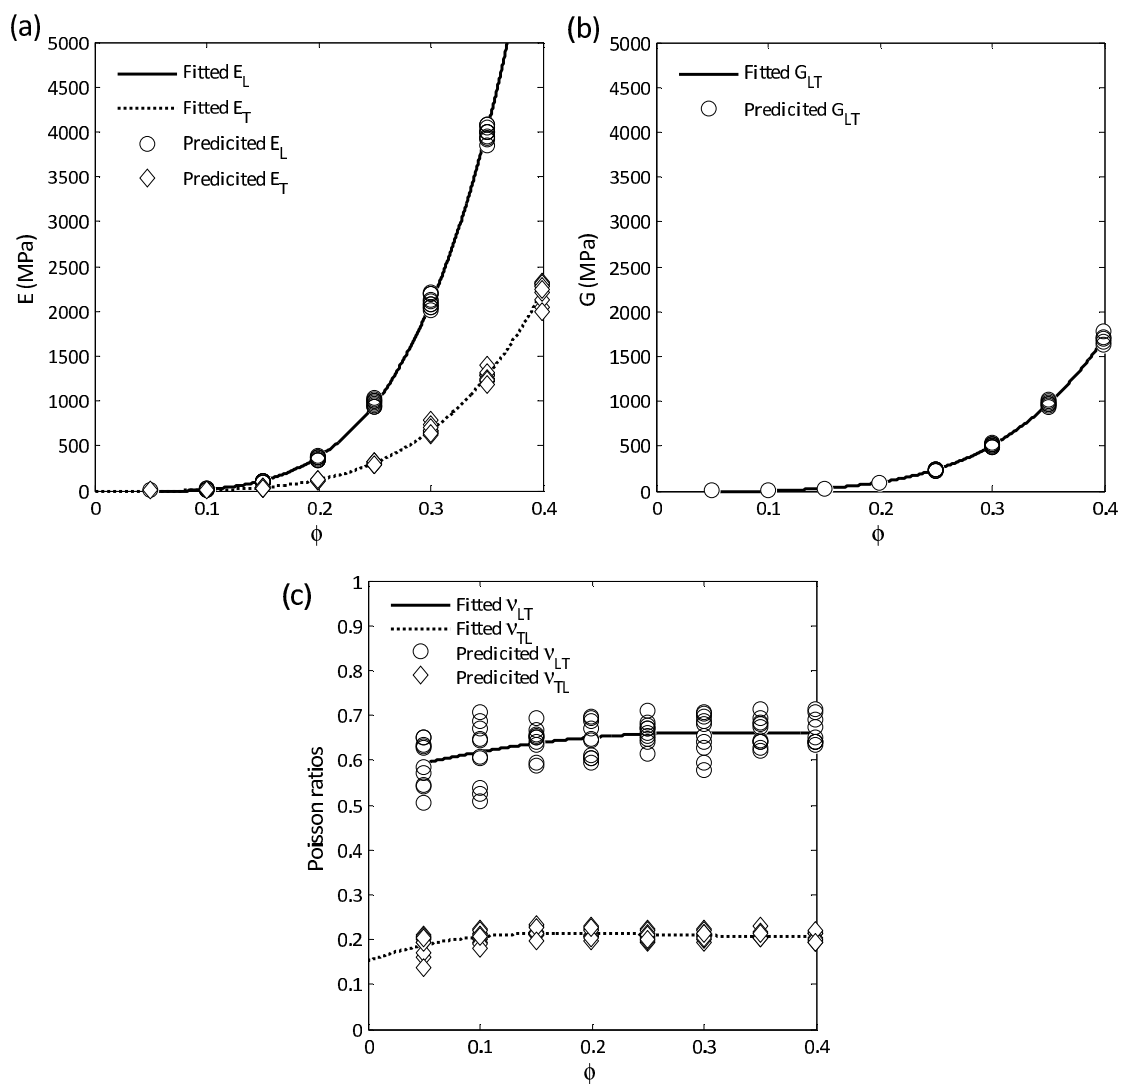 (a)
5000
4500
4000
3500
3000
2500
2000
1500
1000
500
0
E (MPa)
Fitted E_L
Fitted E_T
Predicited E_L
Predicited E_T
0 0.1 0.2 0.3 0.4
ϕ
(b)
5000
4500
4000
3500
3000
2500
2000
1500
1000
500
0
G (MPa)
Fitted G_LT
Predicited G_LT
0 0.1 0.2 0.3 0.4
ϕ
(c)
1
0.9
0.8
0.7
0.6
0.5
0.4
0.3
0.2
0.1
0
Poisson ratios
Fitted ν_LT
Fitted ν_TL
Predicited ν_LT
Predicited ν_TL
0 0.1 0.2 0.3 0.4
ϕ